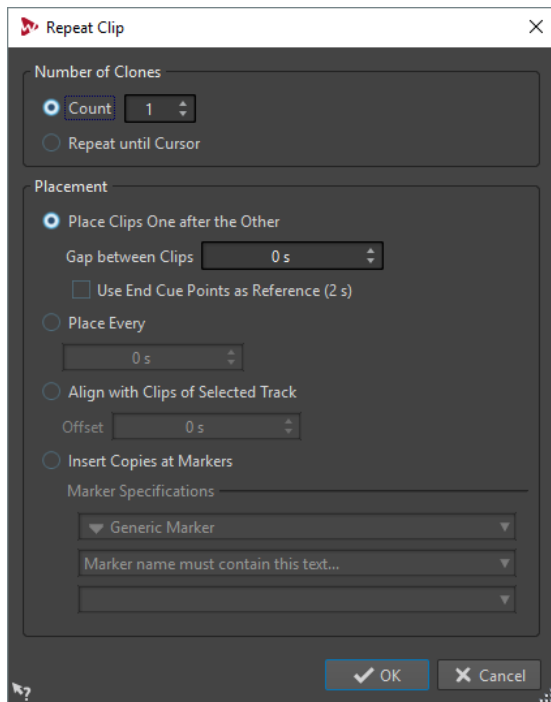 Repeat Clip
Number of Clones
Count 1
Repeat until Cursor
Placement
Place Clips One after the Other
Gap between Clips 0 s
Use End Cue Points as Reference (2 s)
Place Every
0 s
Align with Clips of Selected Track
Offset 0 s
Insert Copies at Markers
Marker Specifications
Generic Marker
Marker name must contain this text...
OK Cancel